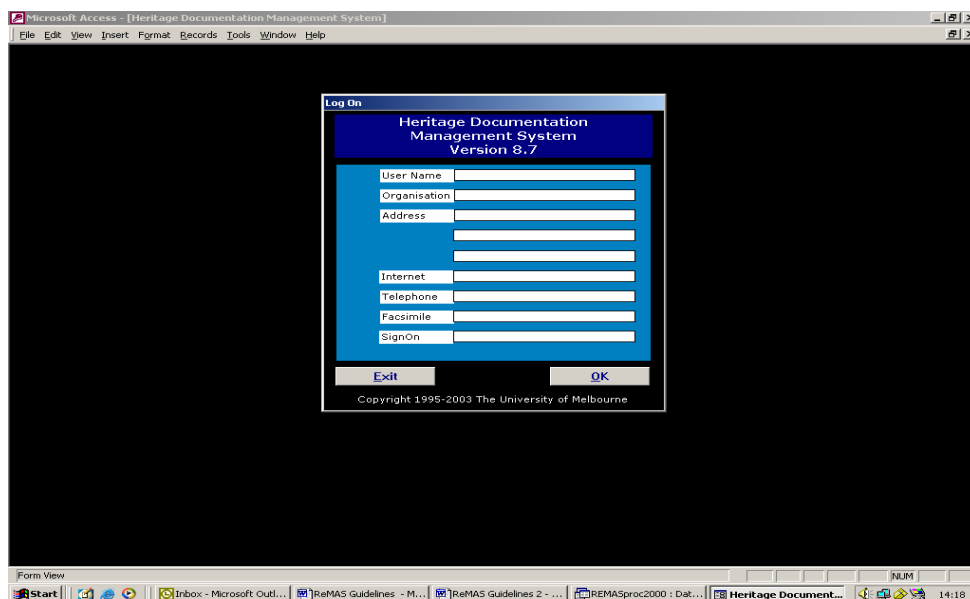 Microsoft Access - [Heritage Documentation Management System]
File Edit View Insert Format Records Tools Window Help
Log On
Heritage Documentation
Management System
Version 8.7
User Name
Organisation
Address
Internet
Telephone
Facsimile
SignOn
Exit OK
Copyright 1995-2003 The University of Melbourne
Form View NUM
Start Inbox - Microsoft Outl... ReMAS Guidelines - M... ReMAS Guidelines 2 - ... REMASproc2000 : Dat... Heritage Document... 14:18